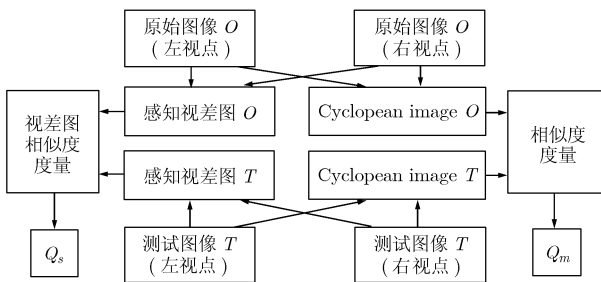 原始图像 O
(左视点)
原始图像 O
(右视点)
视差图
相似度
度量
感知视差图 O
Cyclopean image O
相似度
度量
感知视差图 T
Cyclopean image T
Q_s
测试图像 T
(左视点)
测试图像 T
(右视点)
Q_m